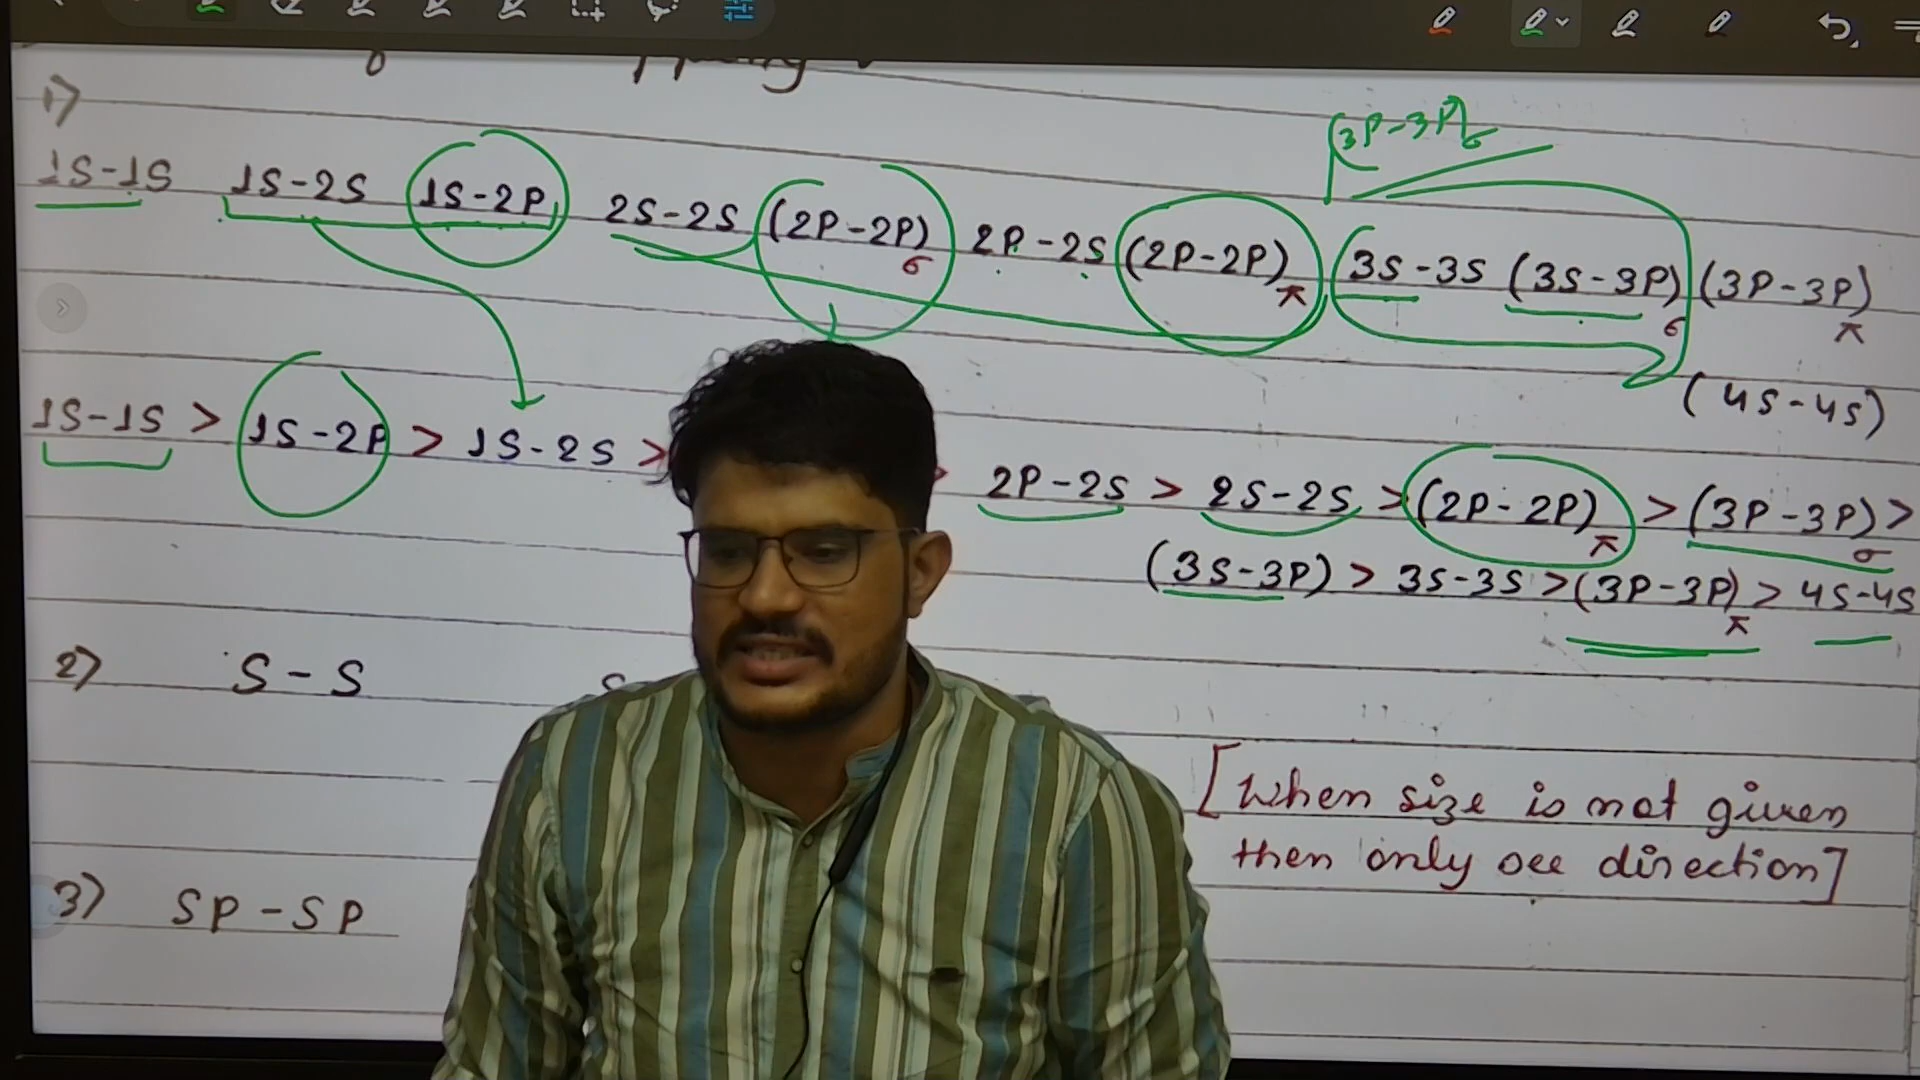 1)
(3P-3P)σ
1S-1S 1S-2S 1S-2P 2S-2S (2P-2P)σ 2P-2S (2P-2P)π 3S-3S (3S-3P)σ (3P-3P)π
(4S-4S)
1S-1S > 1S-2P > 1S-2S > > 2P-2S > 2S-2S > (2P-2P)π > (3P-3P)σ >
(3S-3P) > 3S-3S > (3P-3P)π > 4S-4S
2) S-S
[When size is not given
then only see direction]
3) SP-SP